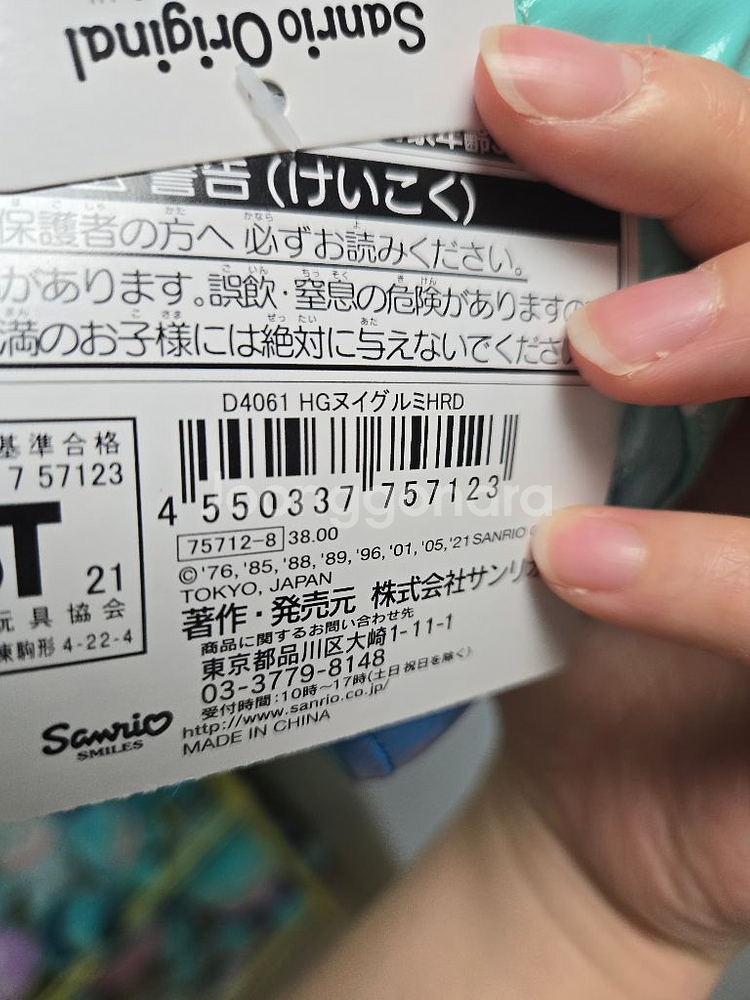 Sanrio Original
警告(けいこく)
保護者の方へ 必ずお読みください。
があります。誤飲・窒息の危険がありますの
満のお子様には絶対に与えないでくださ
D4061 HGヌイグルミHRD
4 550337 757123
基準合格
7 57123
ST
21
玩具協会
東駒形 4-22-4
75712-8 38.00
©'76, '85, '88, '89, '96, '01, '05, '21 SANRIO
TOKYO, JAPAN
著作・発売元 株式会社サンリオ
商品に関するお問い合わせ先
東京都品川区大崎1-11-1
03-3779-8148
受付時間:10時~17時(土日祝日を除く)
http://www.sanrio.co.jp/
MADE IN CHINA
Sanrio
SMILES
joonggonara